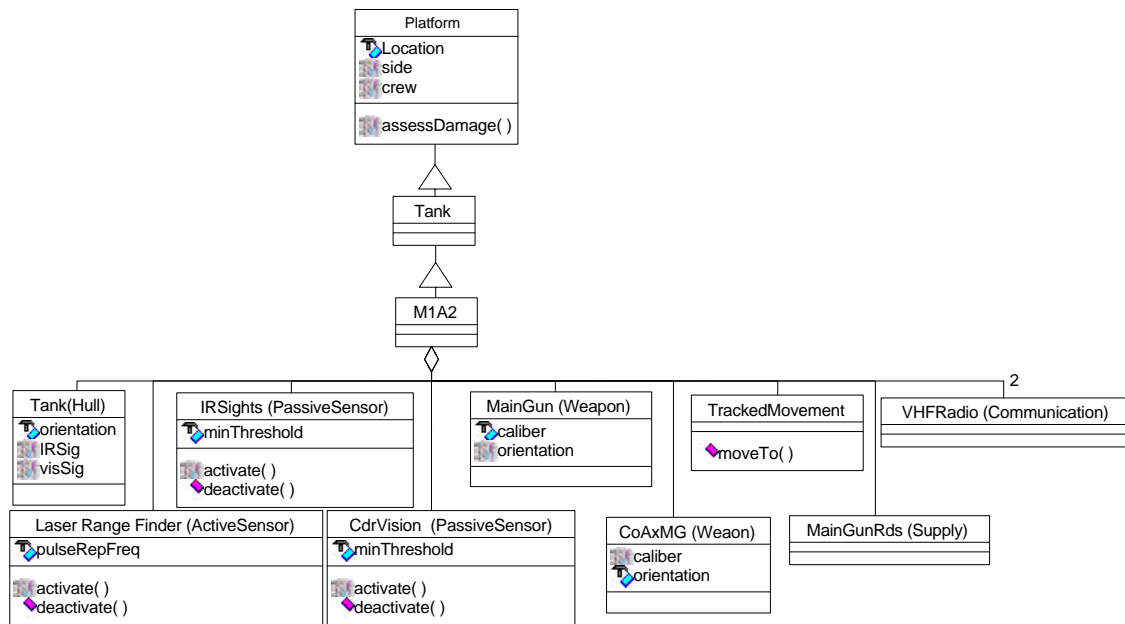 Platform
Location
side
crew
assessDamage( )
Tank
M1A2
2
Tank(Hull)
orientation
IRSig
visSig
IRSights (PassiveSensor)
minThreshold
activate( )
deactivate( )
MainGun (Weapon)
caliber
orientation
TrackedMovement
moveTo( )
VHFRadio (Communication)
Laser Range Finder (ActiveSensor)
pulseRepFreq
activate( )
deactivate( )
CdrVision (PassiveSensor)
minThreshold
activate( )
deactivate( )
CoAxMG (Weaon)
caliber
orientation
MainGunRds (Supply)